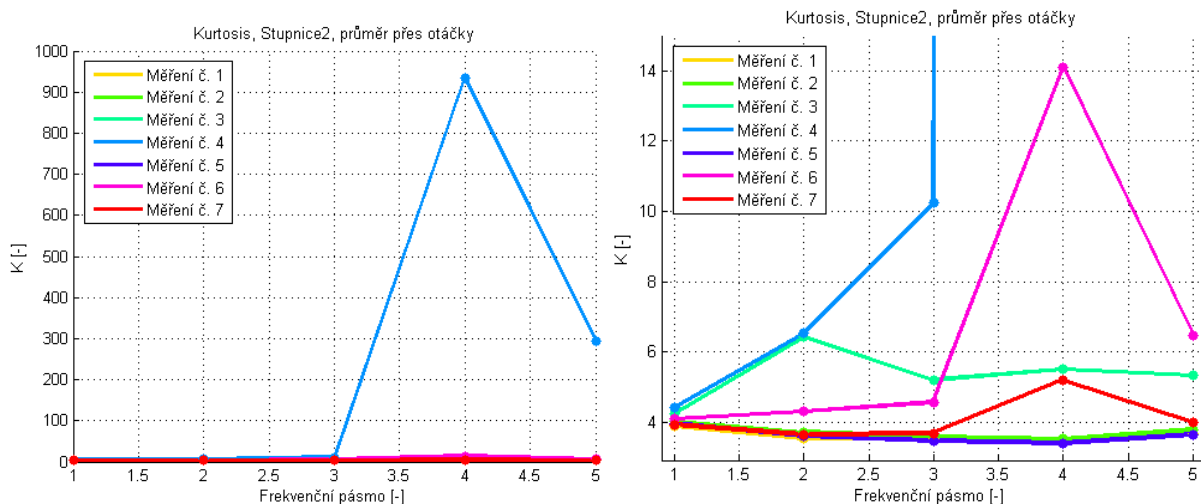 Kurtosis, Stupnice2, průměr přes otáčky
1000
900
800
700
600
500
400
300
200
100
0
K [-]
Měření č. 1
Měření č. 2
Měření č. 3
Měření č. 4
Měření č. 5
Měření č. 6
Měření č. 7
1 1.5 2 2.5 3 3.5 4 4.5 5
Frekvenční pásmo [-]
Kurtosis, Stupnice2, průměr přes otáčky
14
12
10
8
6
4
K [-]
Měření č. 1
Měření č. 2
Měření č. 3
Měření č. 4
Měření č. 5
Měření č. 6
Měření č. 7
1 1.5 2 2.5 3 3.5 4 4.5 5
Frekvenční pásmo [-]